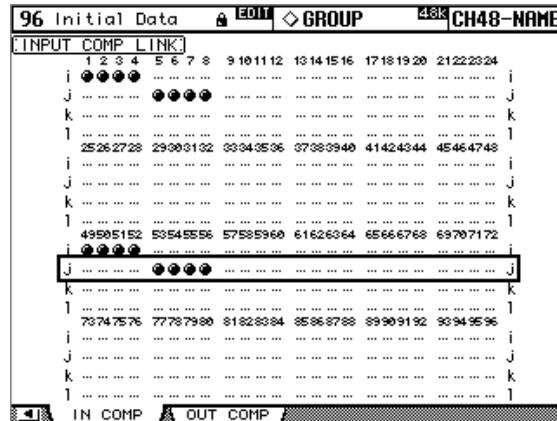 96 Initial Data EDIT ◇ GROUP 48k CH48-NAME
INPUT COMP LINK
1 2 3 4 5 6 7 8 9 10 11 12 13 14 15 16 17 18 19 20 21 22 23 24
i i
j j
k k
l l
25 26 27 28 29 30 31 32 33 34 35 36 37 38 39 40 41 42 43 44 45 46 47 48
i i
j j
k k
l l
49 50 51 52 53 54 55 56 57 58 59 60 61 62 63 64 65 66 67 68 69 70 71 72
i i
j j
k k
l l
73 74 75 76 77 78 79 80 81 82 83 84 85 86 87 88 89 90 91 92 93 94 95 96
i i
j j
k k
l l
IN COMP OUT COMP